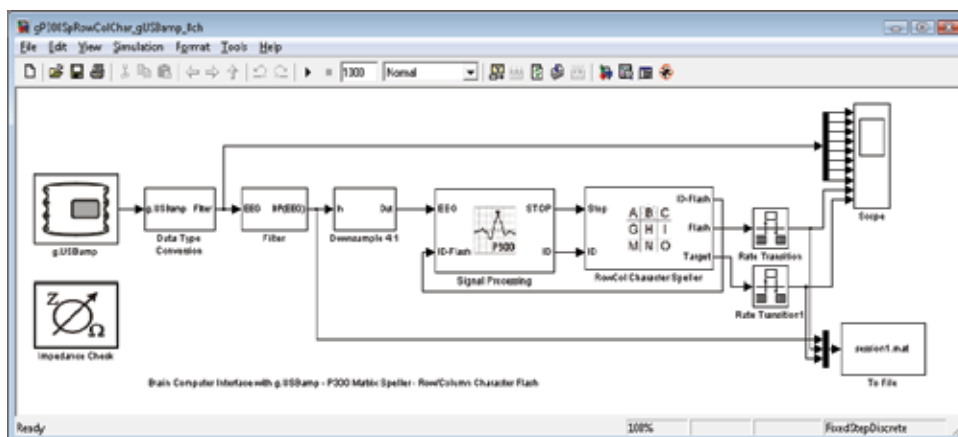 gP300SpRowColChar_gUSBamp_8ch
File Edit View Simulation Format Tools Help
1300 Normal
g.USBamp
g.USBamp Filter
Data Type
Conversion
EEG BP(EEG)
Filter
In Out
Downsample 4:1
EEG STOP
P300
ID-Flash ID
Signal Processing
Stop ID-Flash
A B C
G H I
M N O
Flash
ID Target
RowCol Character Speller
Rate Transition
Rate Transition1
Scope
session1.mat
To File
Z
Ω
Impedance Check
Brain Computer Interface with g.USBamp - P300 Matrix Speller - Row/Column Character Flash
Ready 100% FixedStepDiscrete